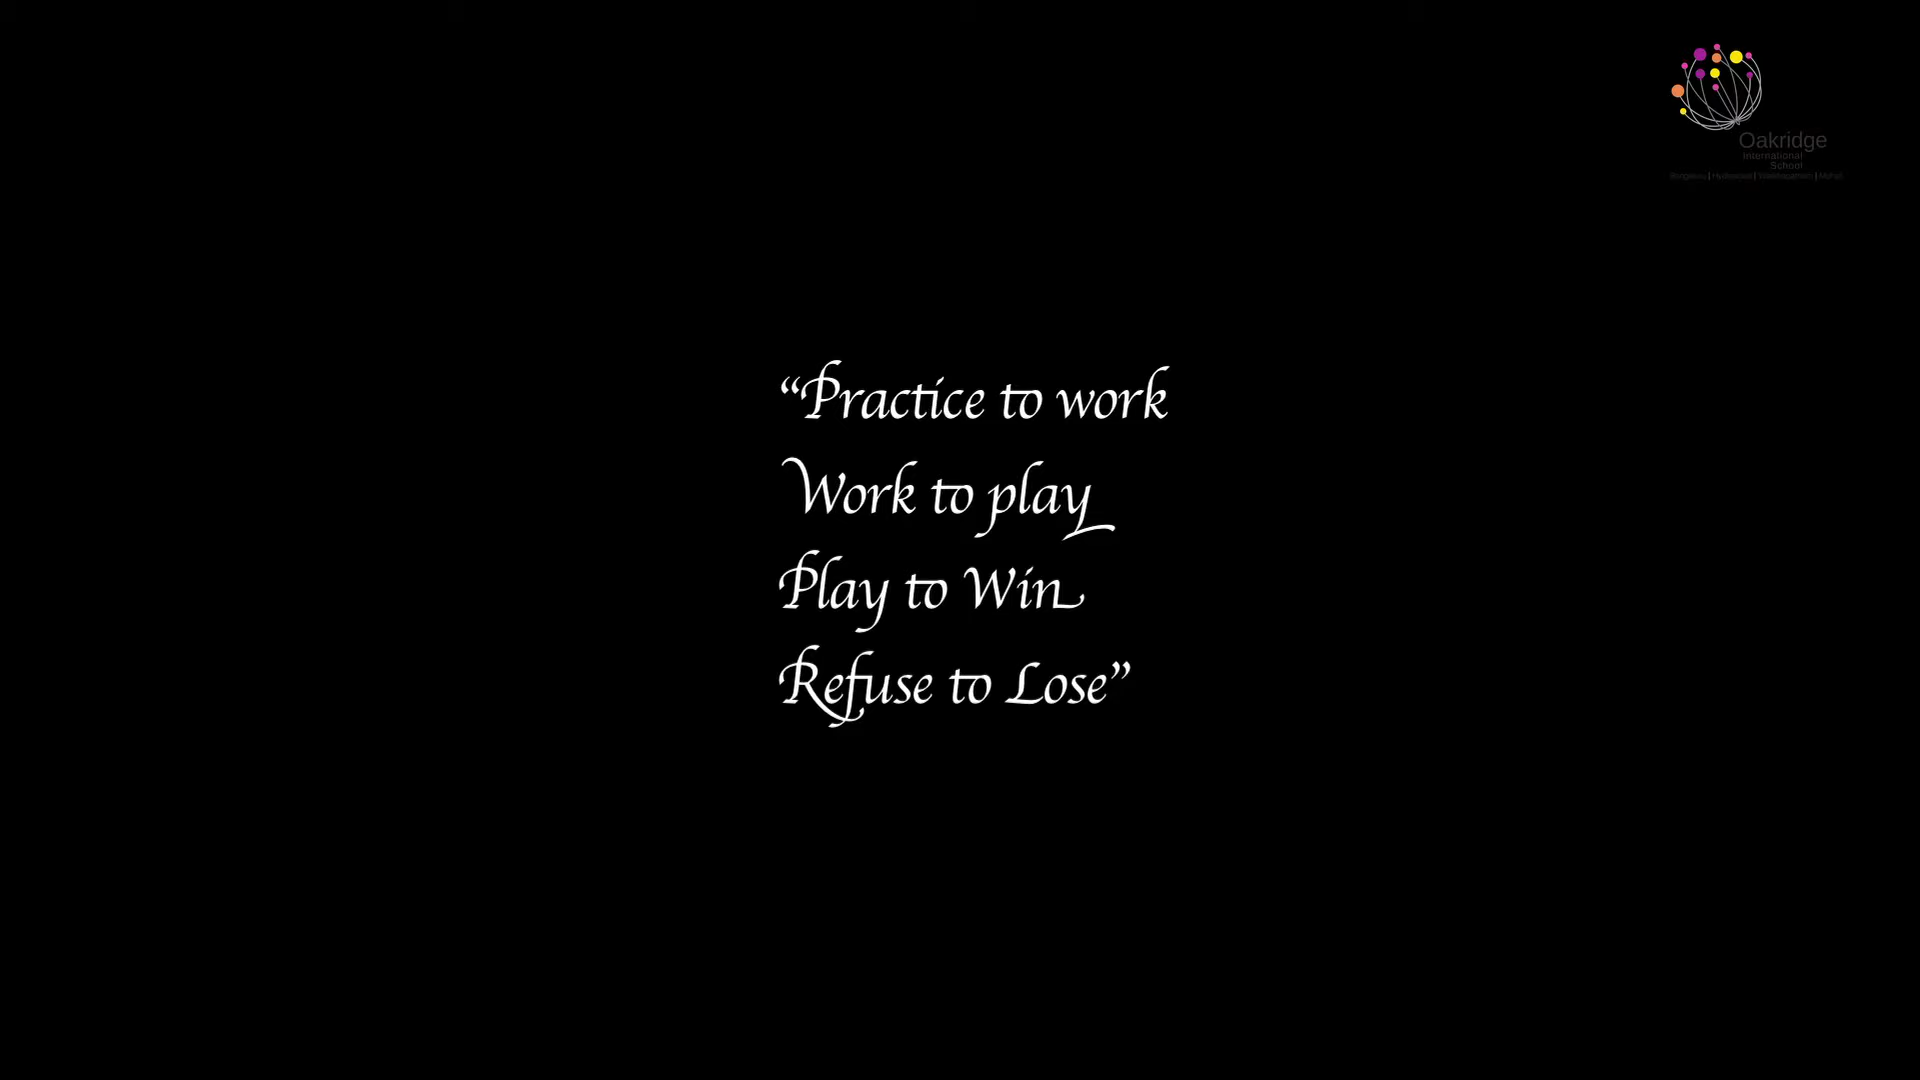 Oakridge
International
School
“Practice to work
Work to play
Play to Win
Refuse to Lose”